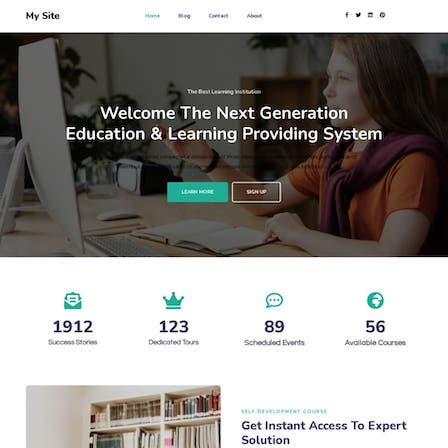 My Site
Home Blog Contact About
The Best Learning Institution
Welcome The Next Generation
Education & Learning Providing System
LEARN MORE SIGN UP
1912 123 89 56
Success Stories Dedicated Tours Scheduled Events Available Courses
SELF DEVELOPMENT COURSE
Get Instant Access To Expert
Solution